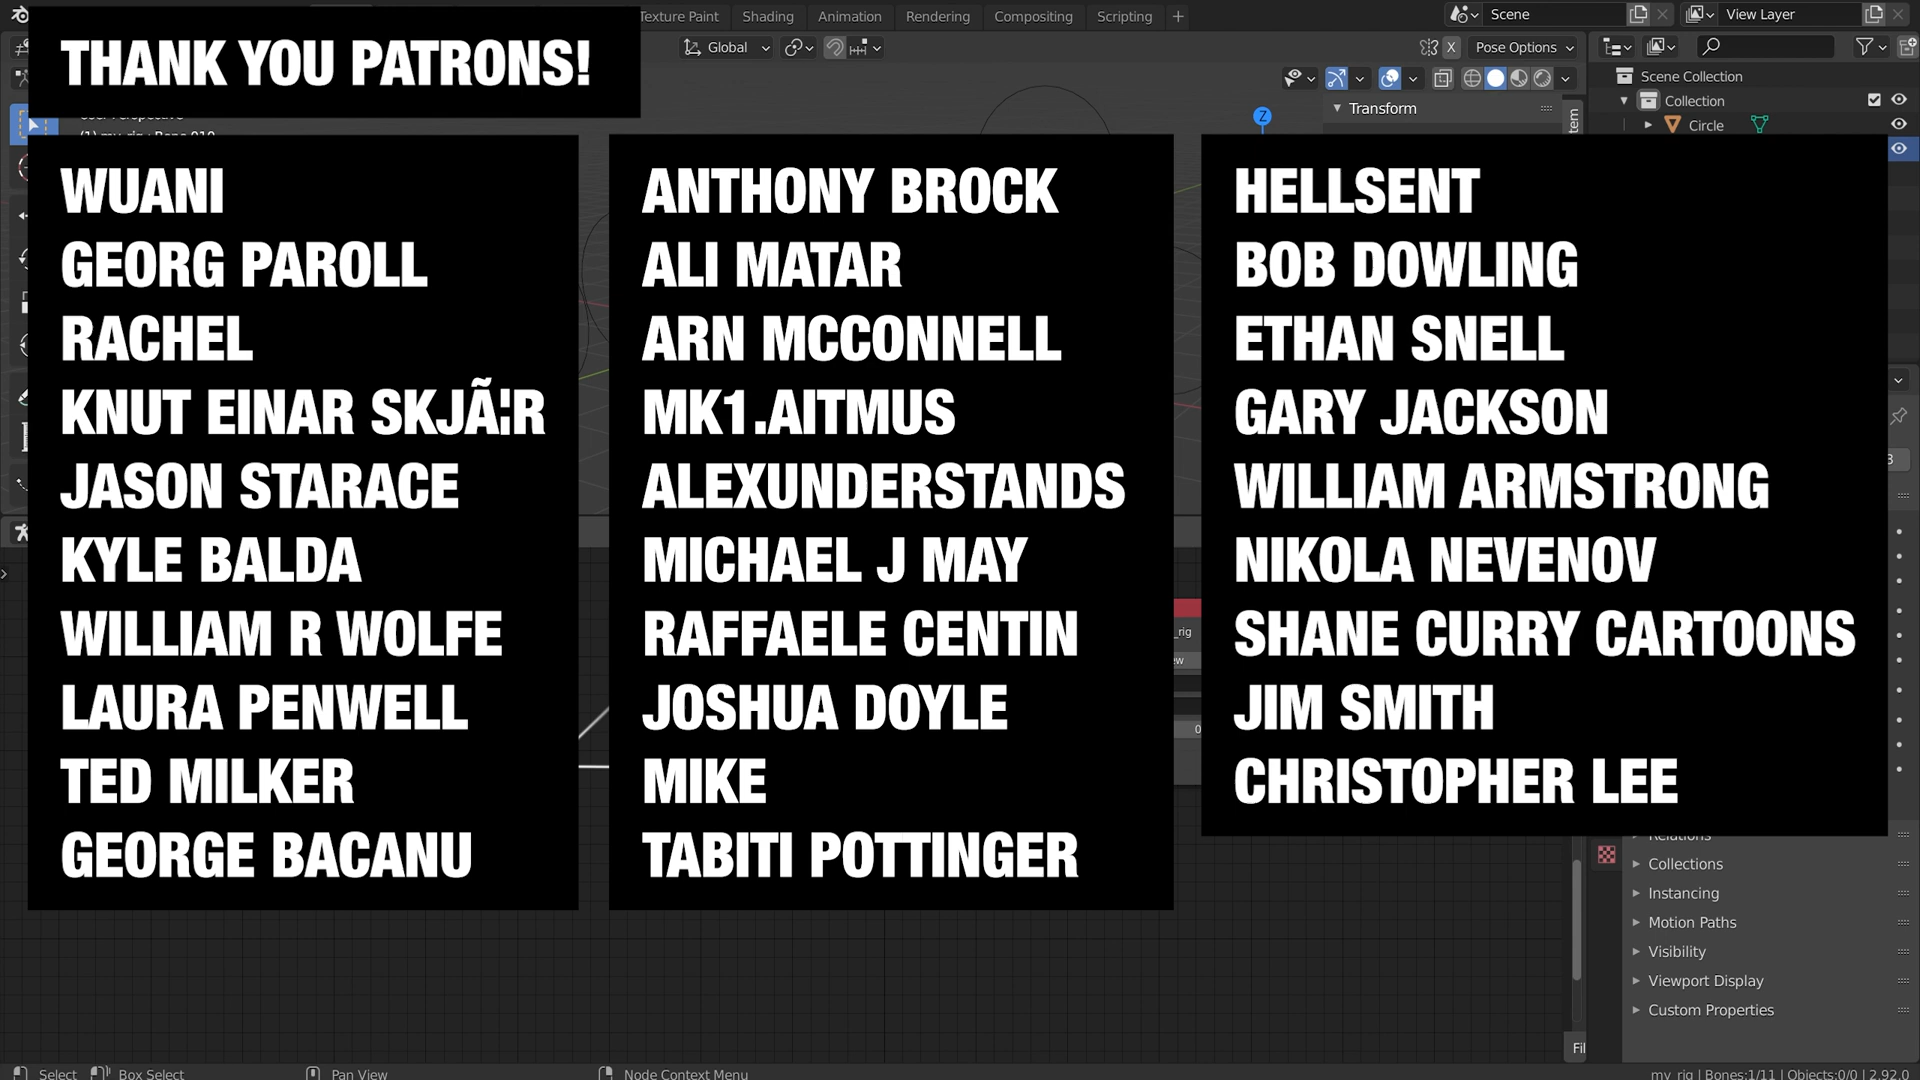 Texture Paint Shading Animation Rendering Compositing Scripting + Scene View Layer
THANK YOU PATRONS!
Global X Pose Options
Scene Collection
Transform
Collection
Circle
Z
WUANI
GEORG PAROLL
RACHEL
KNUT EINAR SKJÃ¦R
JASON STARACE
KYLE BALDA
WILLIAM R WOLFE
LAURA PENWELL
TED MILKER
GEORGE BACANU
ANTHONY BROCK
ALI MATAR
ARN MCCONNELL
MK1.AITMUS
ALEXUNDERSTANDS
MICHAEL J MAY
RAFFAELE CENTIN
JOSHUA DOYLE
MIKE
TABITI POTTINGER
HELLSENT
BOB DOWLING
ETHAN SNELL
GARY JACKSON
WILLIAM ARMSTRONG
NIKOLA NEVENOV
SHANE CURRY CARTOONS
JIM SMITH
CHRISTOPHER LEE
Relations
Collections
Instancing
Motion Paths
Visibility
Viewport Display
Custom Properties
Select Box Select Pan View Node Context Menu my_rig | Bones:1/11 | Objects:0/0 | 2.92.0